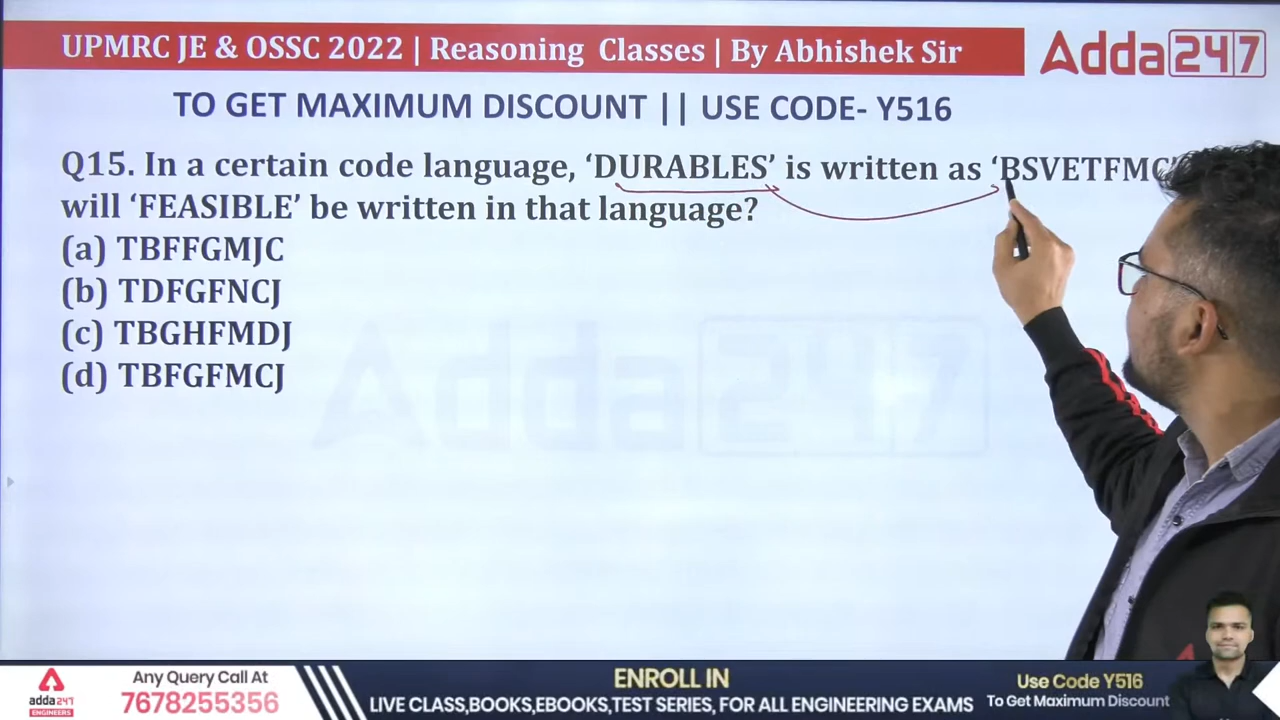 UPMRC JE & OSSC 2022 | Reasoning Classes | By Abhishek Sir
Adda247
TO GET MAXIMUM DISCOUNT || USE CODE- Y516
Q15. In a certain code language, ‘DURABLES’ is written as ‘BSVETFMC’
will ‘FEASIBLE’ be written in that language?
(a) TBFFGMJC
(b) TDFGFNCJ
(c) TBGHFMDJ
(d) TBFGFMCJ
Adda247
adda247
ENGINEERS
Any Query Call At
7678255356
ENROLL IN
LIVE CLASS,BOOKS,EBOOKS,TEST SERIES, FOR ALL ENGINEERING EXAMS
Use Code Y516
To Get Maximum Discount